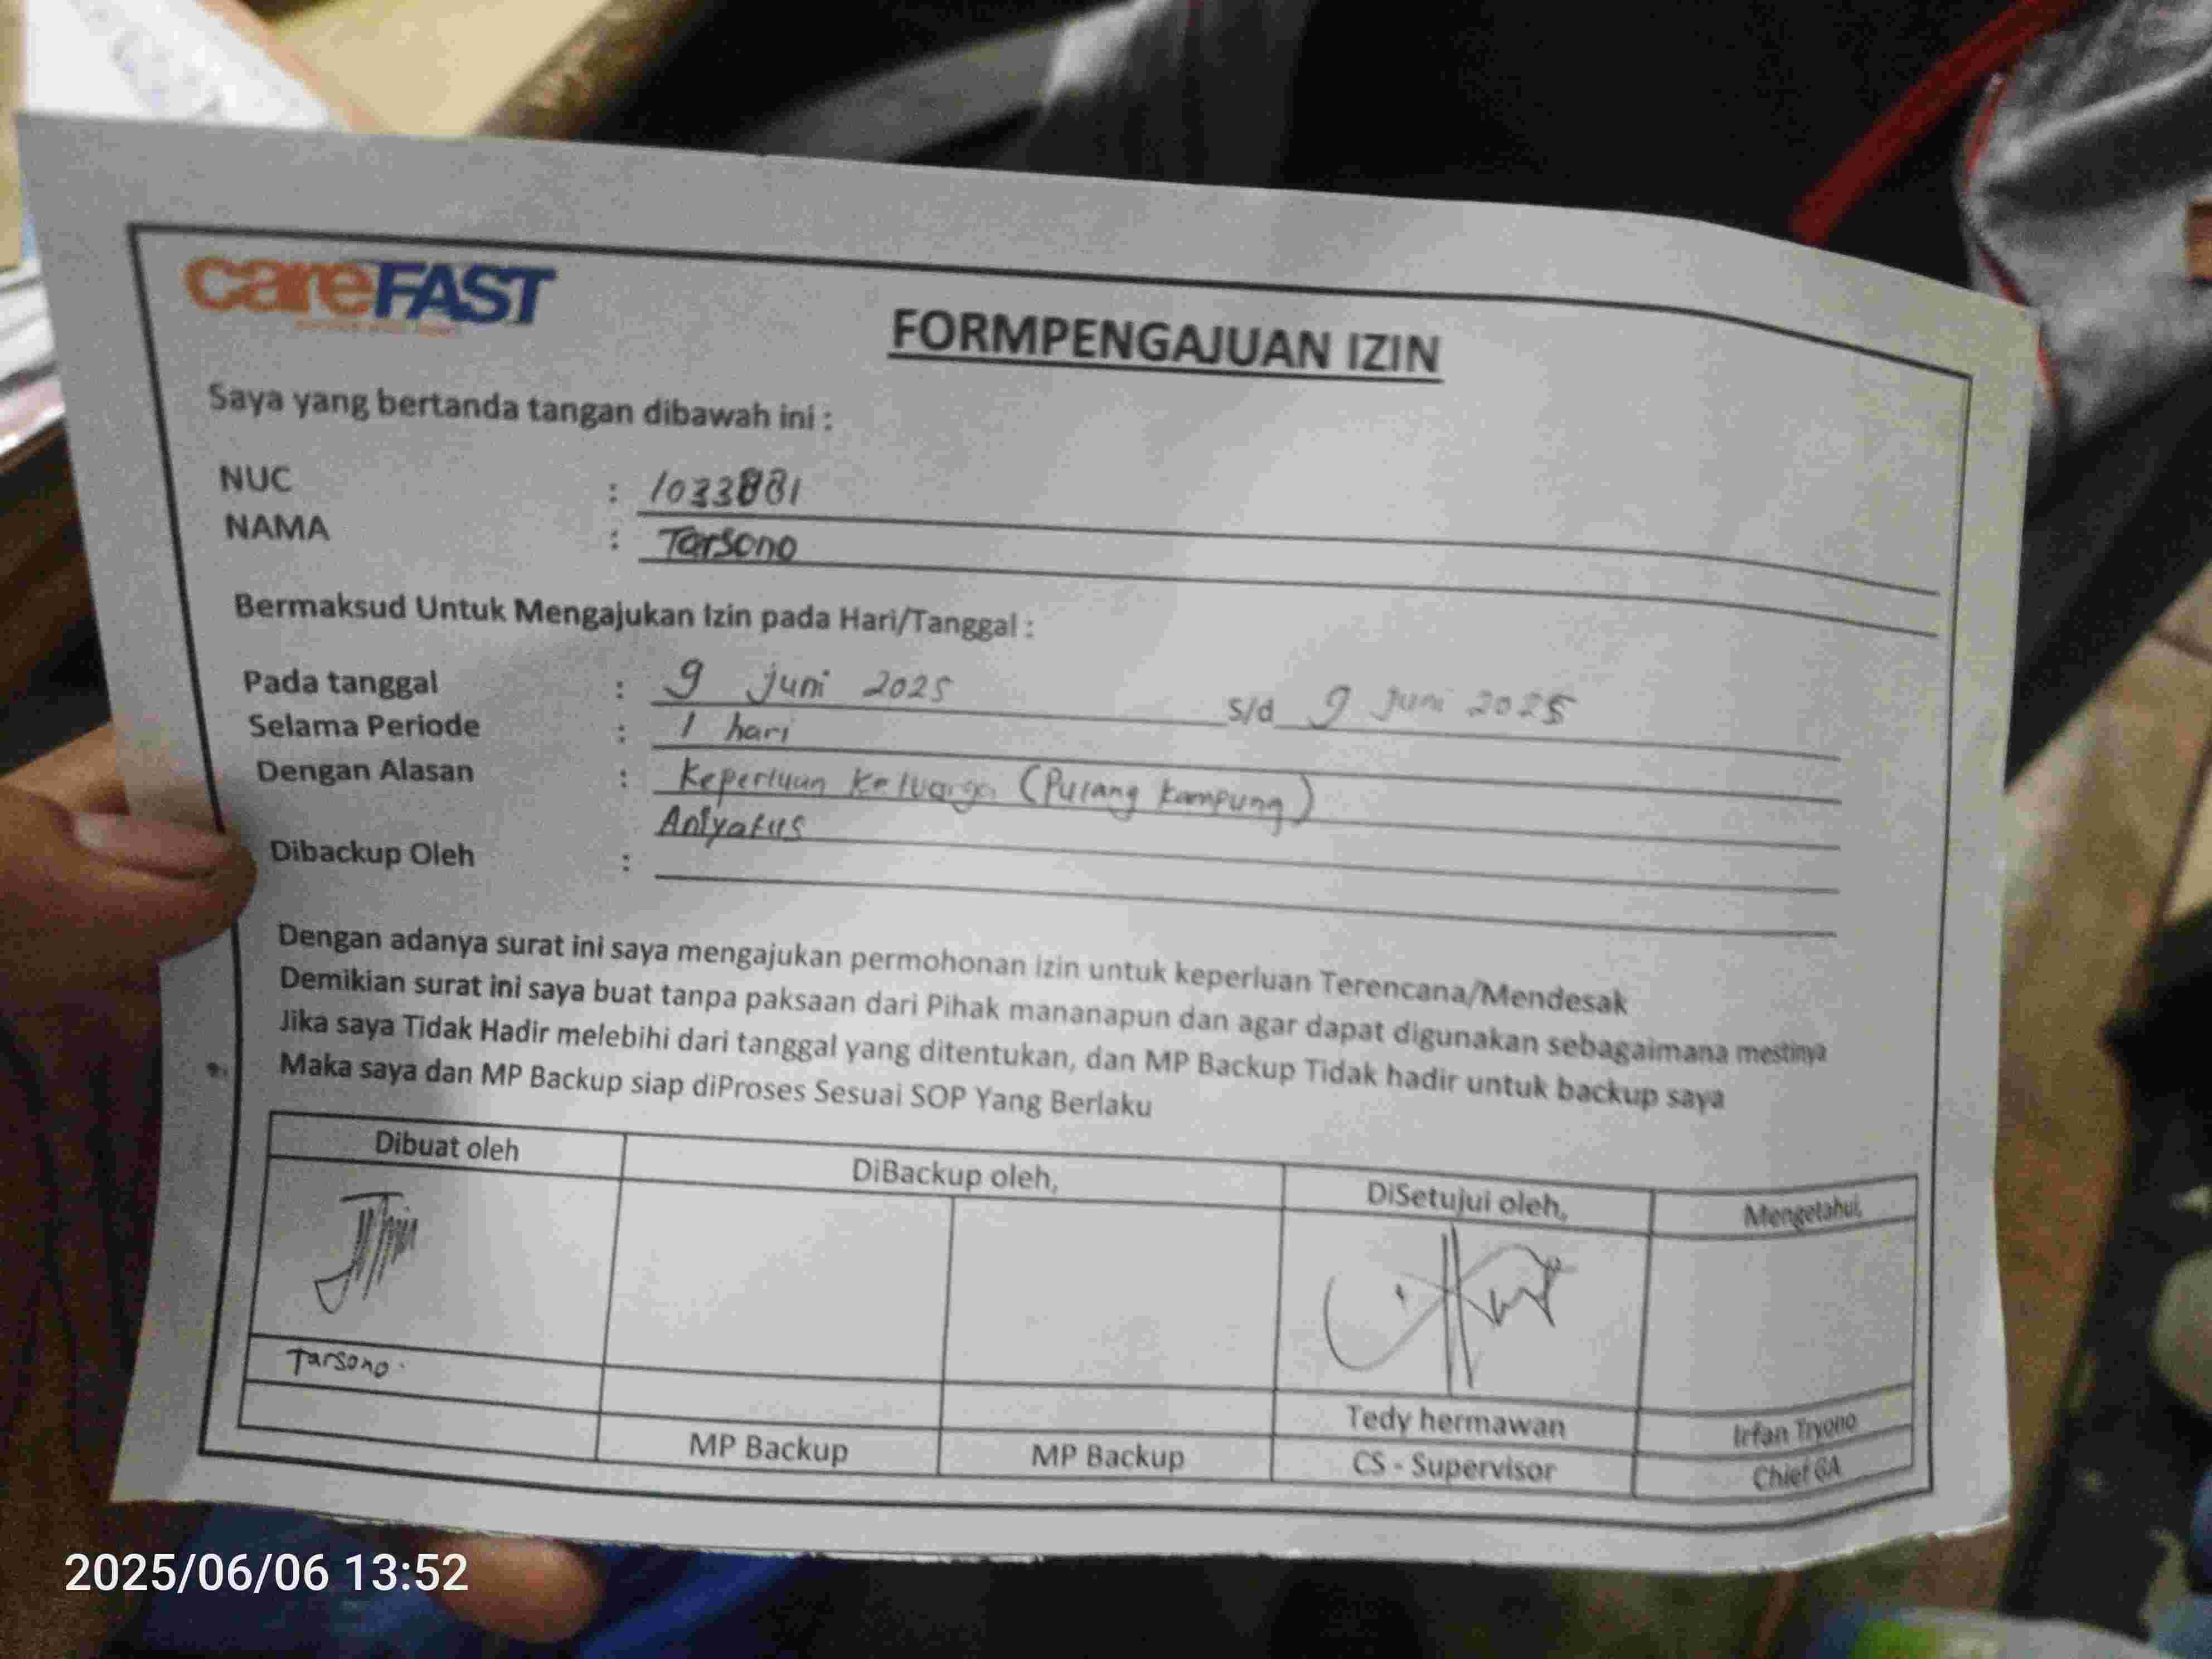 careFAST
FORMPENGAJUAN IZIN
Saya yang bertanda tangan dibawah ini :
NUC : 1033881
NAMA : Tarsono
Bermaksud Untuk Mengajukan Izin pada Hari/Tanggal :
Pada tanggal : 9 juni 2025 s/d 9 juni 2025
Selama Periode : 1 hari
Dengan Alasan : Keperluan Keluarga (Pulang Kampung)
Dibackup Oleh :
Dengan adanya surat ini saya mengajukan permohonan izin untuk keperluan Terencana/Mendesak
Demikian surat ini saya buat tanpa paksaan dari Pihak mananapun dan agar dapat digunakan sebagaimana mestinya
Jika saya Tidak Hadir melebihi dari tanggal yang ditentukan, dan MP Backup Tidak hadir untuk backup saya
Maka saya dan MP Backup siap diProses Sesuai SOP Yang Berlaku
Dibuat oleh DiBackup oleh, DiSetujui oleh, Mengetahui,
Tarsono Tedy hermawan Irfan Tryono
MP Backup MP Backup CS - Supervisor Chief 6A
2025/06/06 13:52